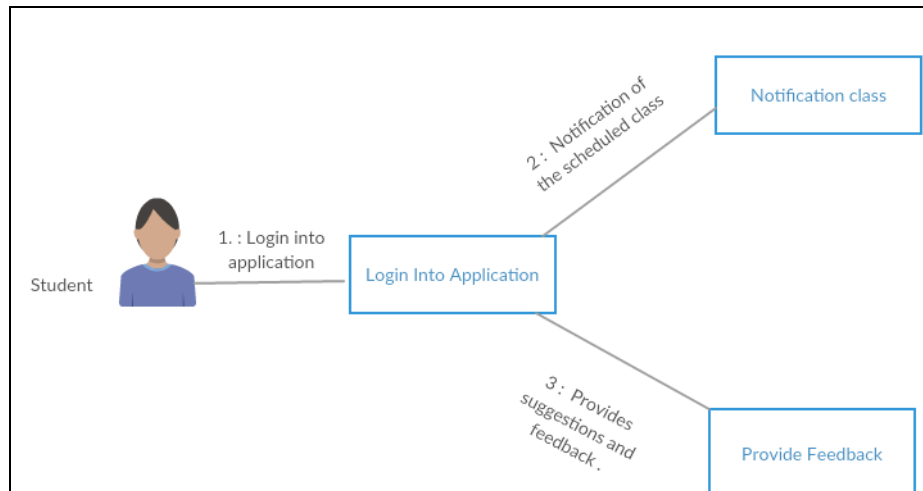 Student
1. : Login into
application
Login Into Application
2 : Notification of
the scheduled class
Notification class
3 : Provides
suggestions and
feedback .
Provide Feedback